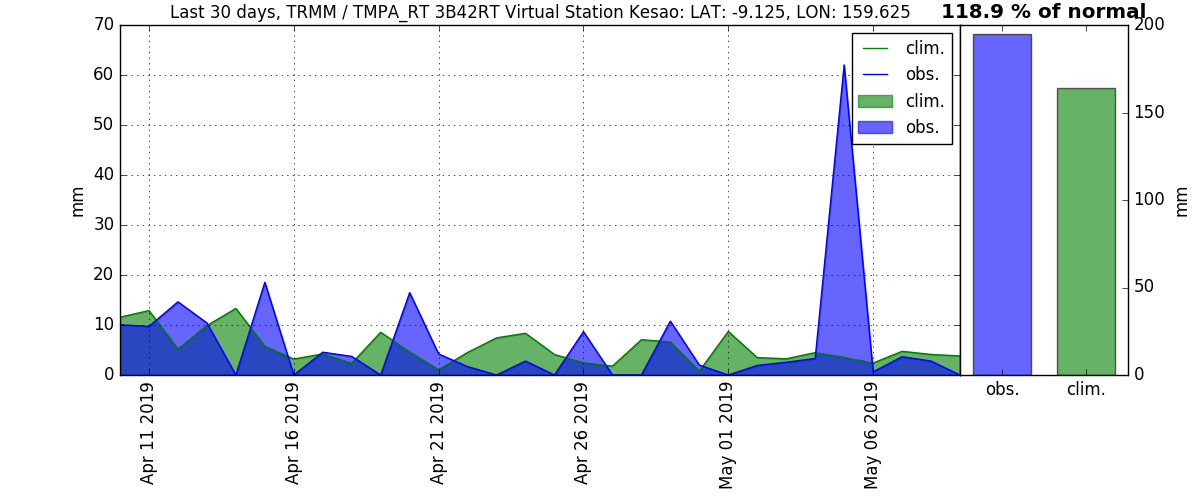 Last 30 days, TRMM / TMPA_RT 3B42RT Virtual Station Kesao: LAT: -9.125, LON: 159.625
118.9 % of normal
70
60
50
40
30
20
10
0
mm
clim.
obs.
clim.
obs.
200
150
100
50
0
mm
Apr 11 2019
Apr 16 2019
Apr 21 2019
Apr 26 2019
May 01 2019
May 06 2019
obs.
clim.